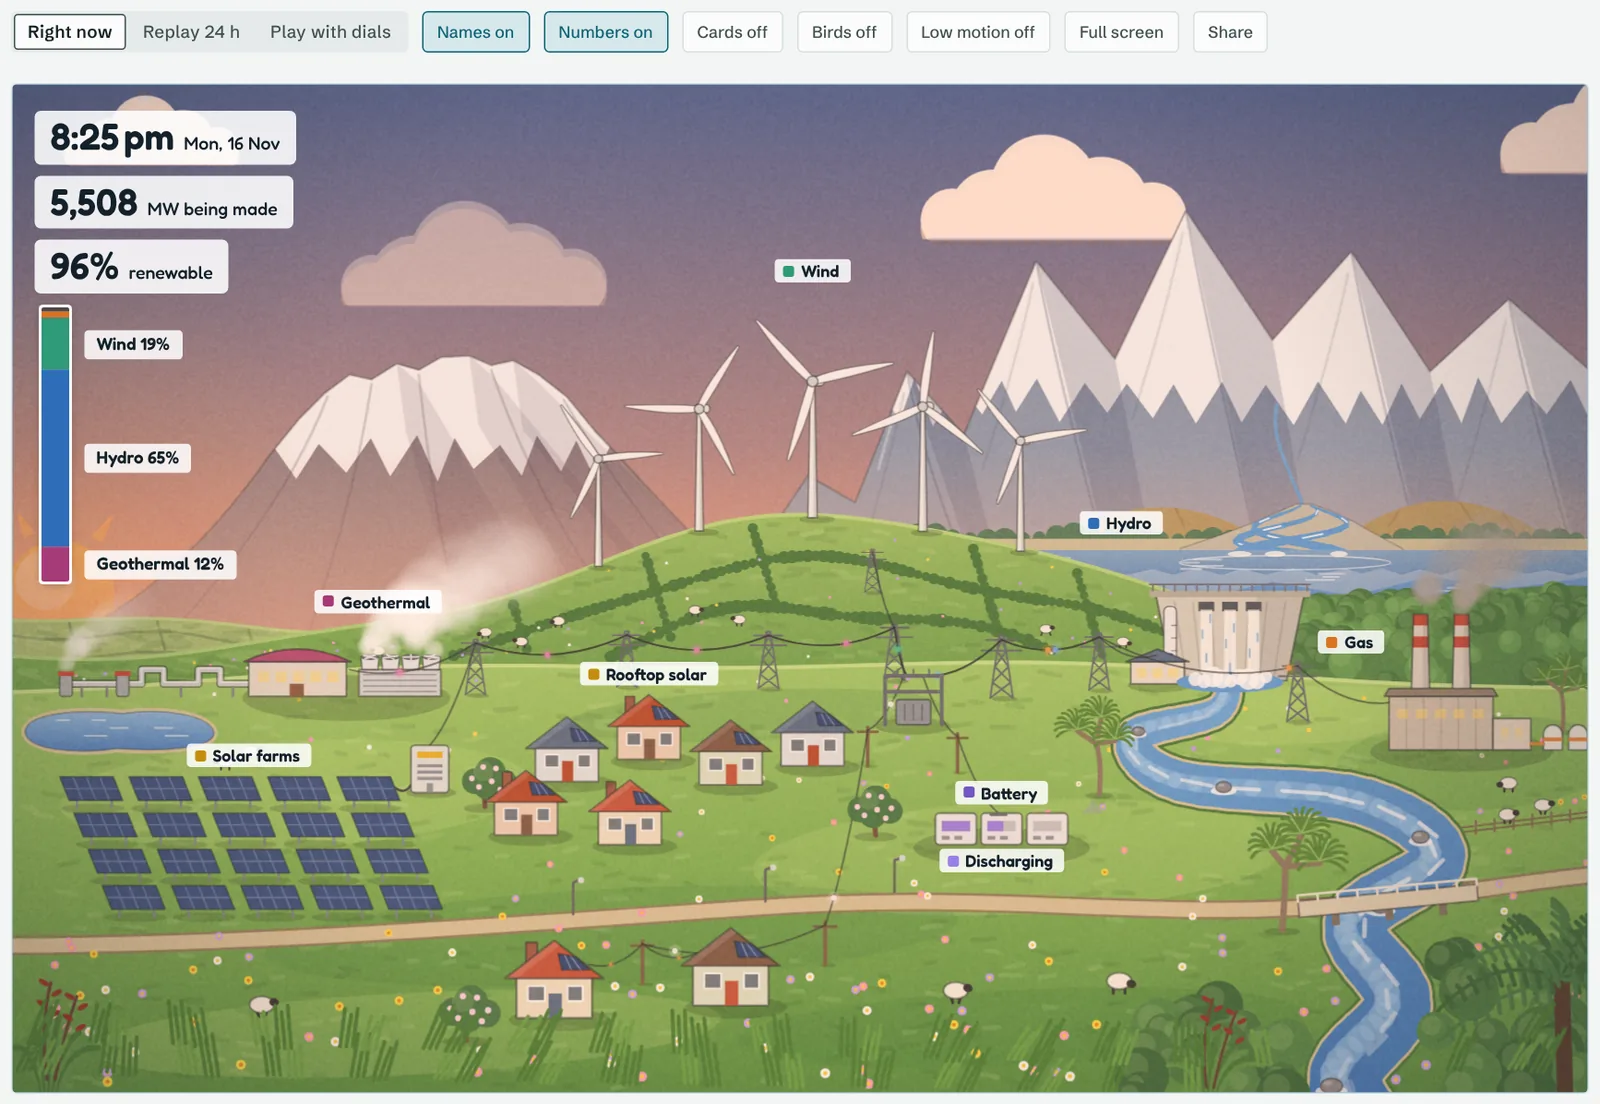 Right now Replay 24 h Play with dials Names on Numbers on Cards off Birds off Low motion off Full screen Share
8:25 pm Mon, 16 Nov
5,508 MW being made
96% renewable
Wind
Wind 19%
Hydro 65%
Hydro
Geothermal 12%
Geothermal
Gas
Rooftop solar
Solar farms
Battery
Discharging